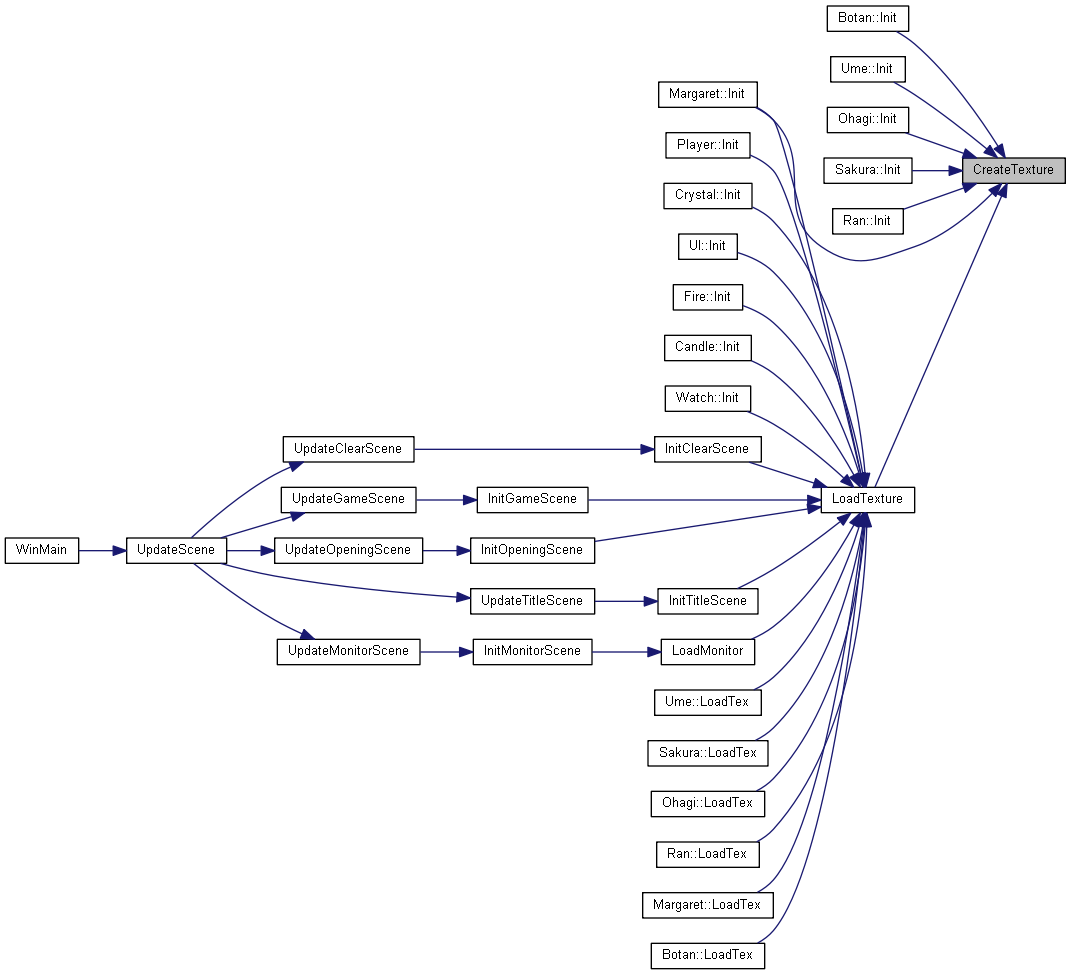 Botan::Init
Ume::Init
Margaret::Init
Ohagi::Init
Player::Init
CreateTexture
Sakura::Init
Crystal::Init
Ran::Init
UI::Init
Fire::Init
Candle::Init
Watch::Init
UpdateClearScene
InitClearScene
UpdateGameScene
InitGameScene
LoadTexture
WinMain
UpdateScene
UpdateOpeningScene
InitOpeningScene
UpdateTitleScene
InitTitleScene
UpdateMonitorScene
InitMonitorScene
LoadMonitor
Ume::LoadTex
Sakura::LoadTex
Ohagi::LoadTex
Ran::LoadTex
Margaret::LoadTex
Botan::LoadTex